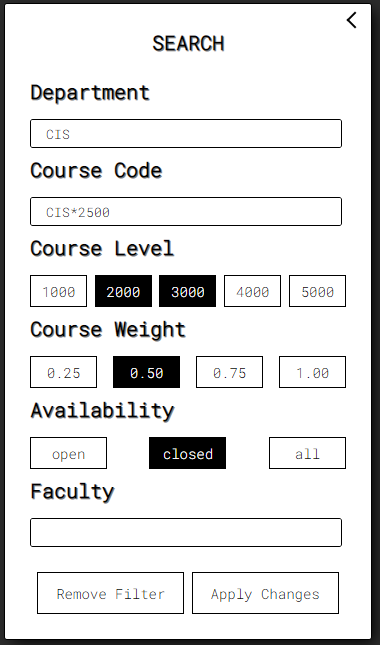 SEARCH
Department
CIS
Course Code
CIS*2500
Course Level
1000 2000 3000 4000 5000
Course Weight
0.25 0.50 0.75 1.00
Availability
open closed all
Faculty
Remove Filter Apply Changes